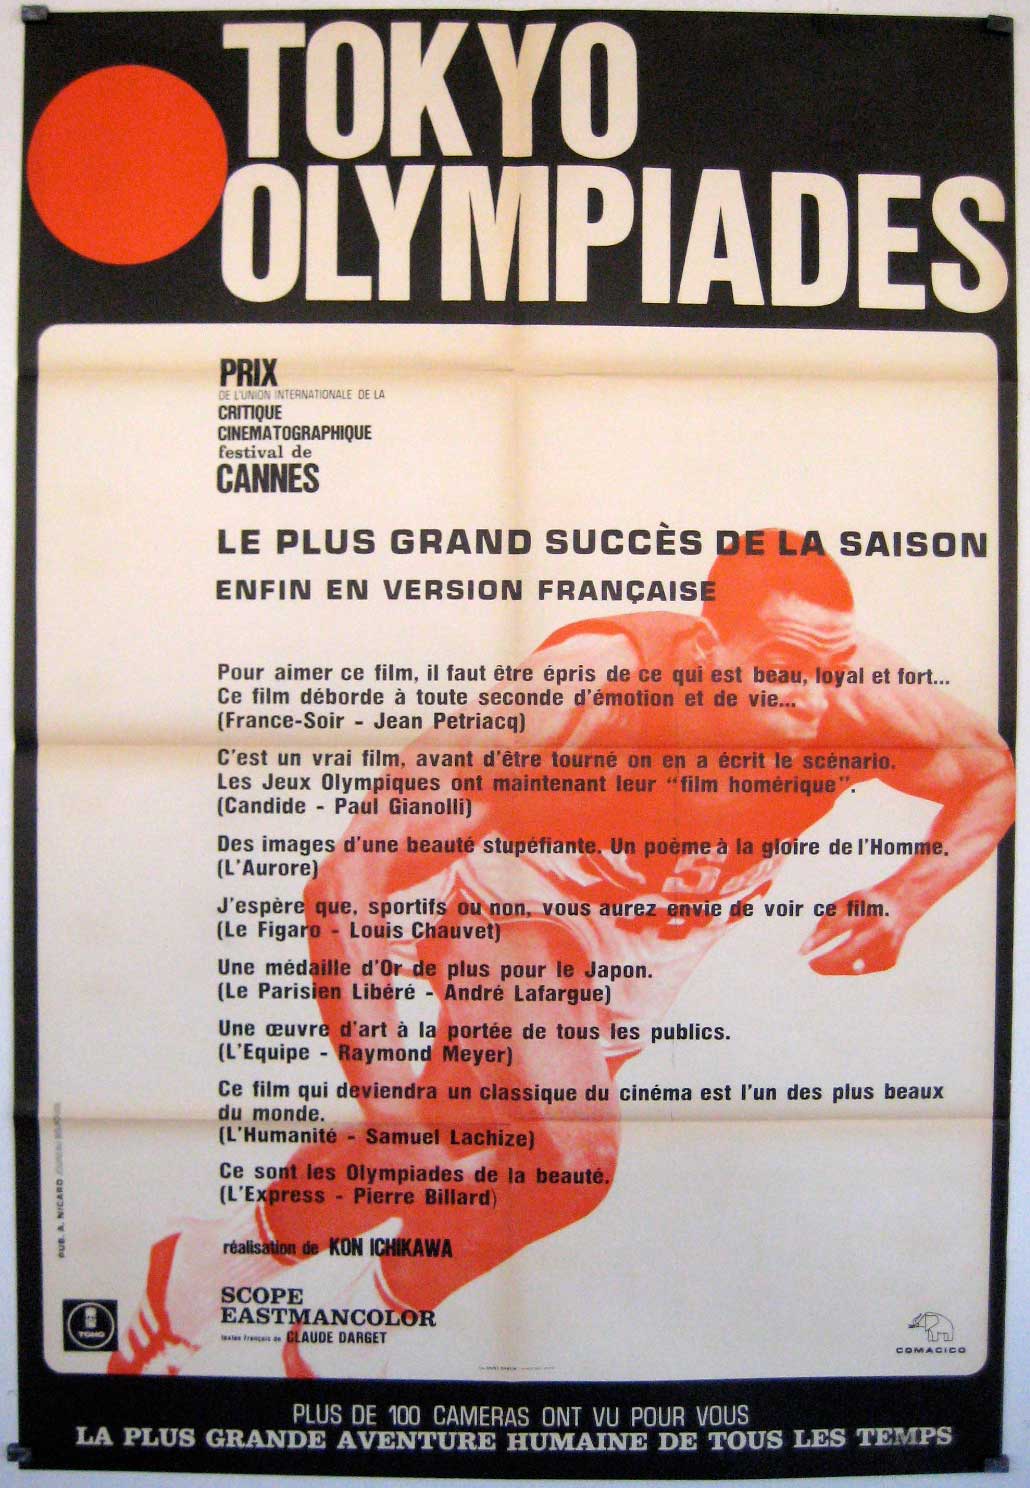 TOKYO
OLYMPIADES
PRIX
DE L'UNION INTERNATIONALE DE LA
CRITIQUE
CINEMATOGRAPHIQUE
festival de
CANNES
LE PLUS GRAND SUCCÈS DE LA SAISON
ENFIN EN VERSION FRANÇAISE
Pour aimer ce film, il faut être épris de ce qui est beau, loyal et fort...
Ce film déborde à toute seconde d'émotion et de vie...
(France-Soir - Jean Petriacq)
C'est un vrai film, avant d'être tourné on en a écrit le scénario.
Les Jeux Olympiques ont maintenant leur "film homérique".
(Candide - Paul Gianolli)
Des images d'une beauté stupéfiante. Un poème à la gloire de l'Homme.
(L'Aurore)
J'espère que, sportifs ou non, vous aurez envie de voir ce film.
(Le Figaro - Louis Chauvet)
Une médaille d'Or de plus pour le Japon.
(Le Parisien Libéré - André Lafargue)
Une œuvre d'art à la portée de tous les publics.
(L'Equipe - Raymond Meyer)
Ce film qui deviendra un classique du cinéma est l'un des plus beaux
du monde.
(L'Humanité - Samuel Lachize)
Ce sont les Olympiades de la beauté.
(L'Express - Pierre Billard)
réalisation de KON ICHIKAWA
SCOPE
EASTMANCOLOR
textes français de CLAUDE DARGET
PUB. A. NICARD
TOHO
COMACICO
PLUS DE 100 CAMERAS ONT VU POUR VOUS
LA PLUS GRANDE AVENTURE HUMAINE DE TOUS LES TEMPS